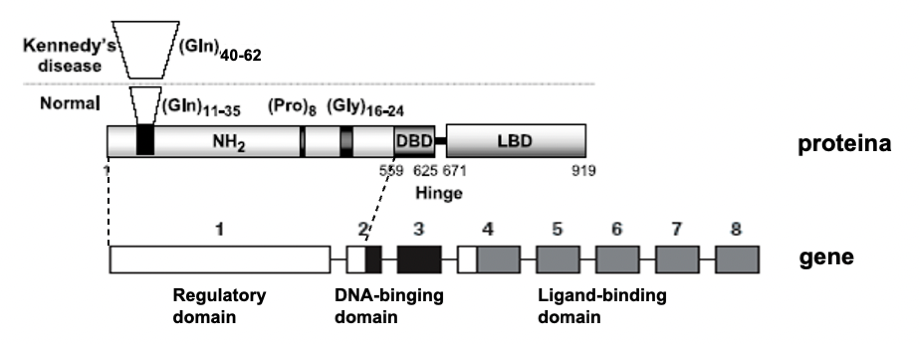 Kennedy's disease (Gln)40-62
Normal (Gln)11-35 (Pro)8 (Gly)16-24
NH2 DBD LBD proteina
1 559 625 671 919
Hinge
1 2 3 4 5 6 7 8
gene
Regulatory domain DNA-binging domain Ligand-binding domain